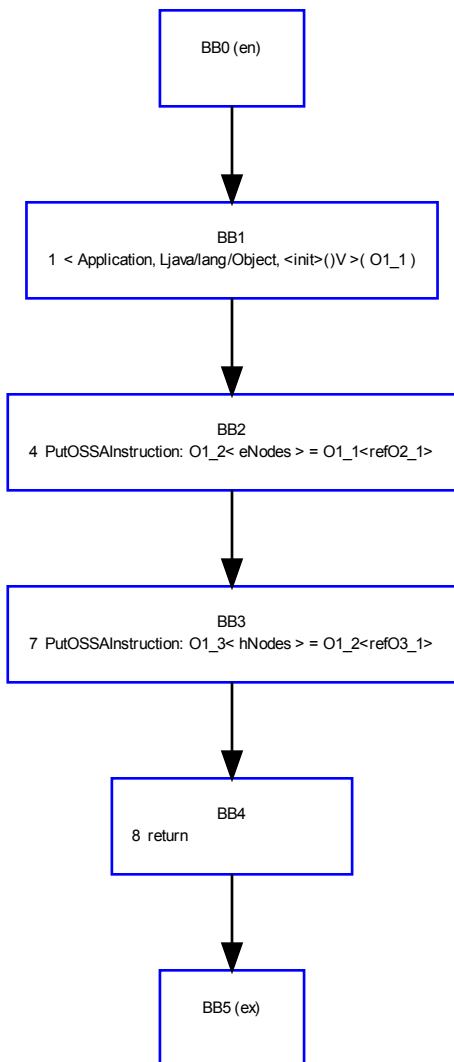 BB0 (en)
BB1
1 < Application, Ljava/lang/Object, <init>()V >( O1_1 )
BB2
4 PutOSSAInstruction: O1_2< eNodes > = O1_1<refO2_1>
BB3
7 PutOSSAInstruction: O1_3< hNodes > = O1_2<refO3_1>
BB4
8 return
BB5 (ex)